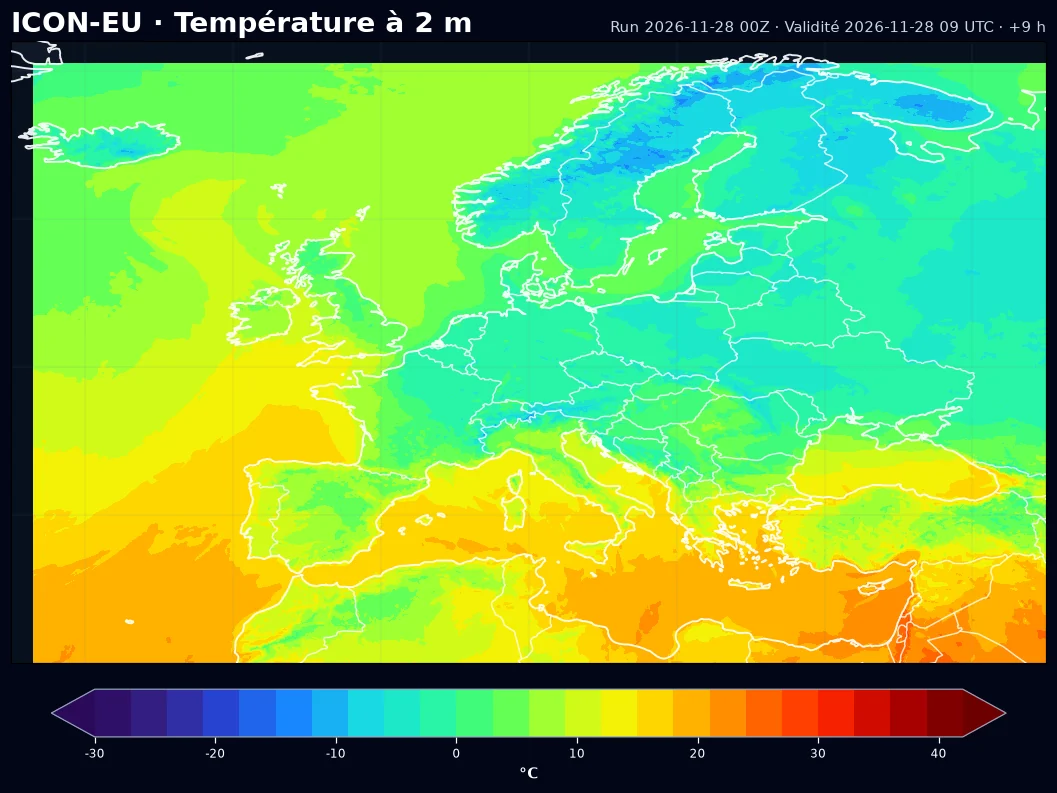 ICON-EU · Température à 2 m
Run 2026-11-28 00Z · Validité 2026-11-28 09 UTC · +9 h
-30 -20 -10 0 10 20 30 40
°C